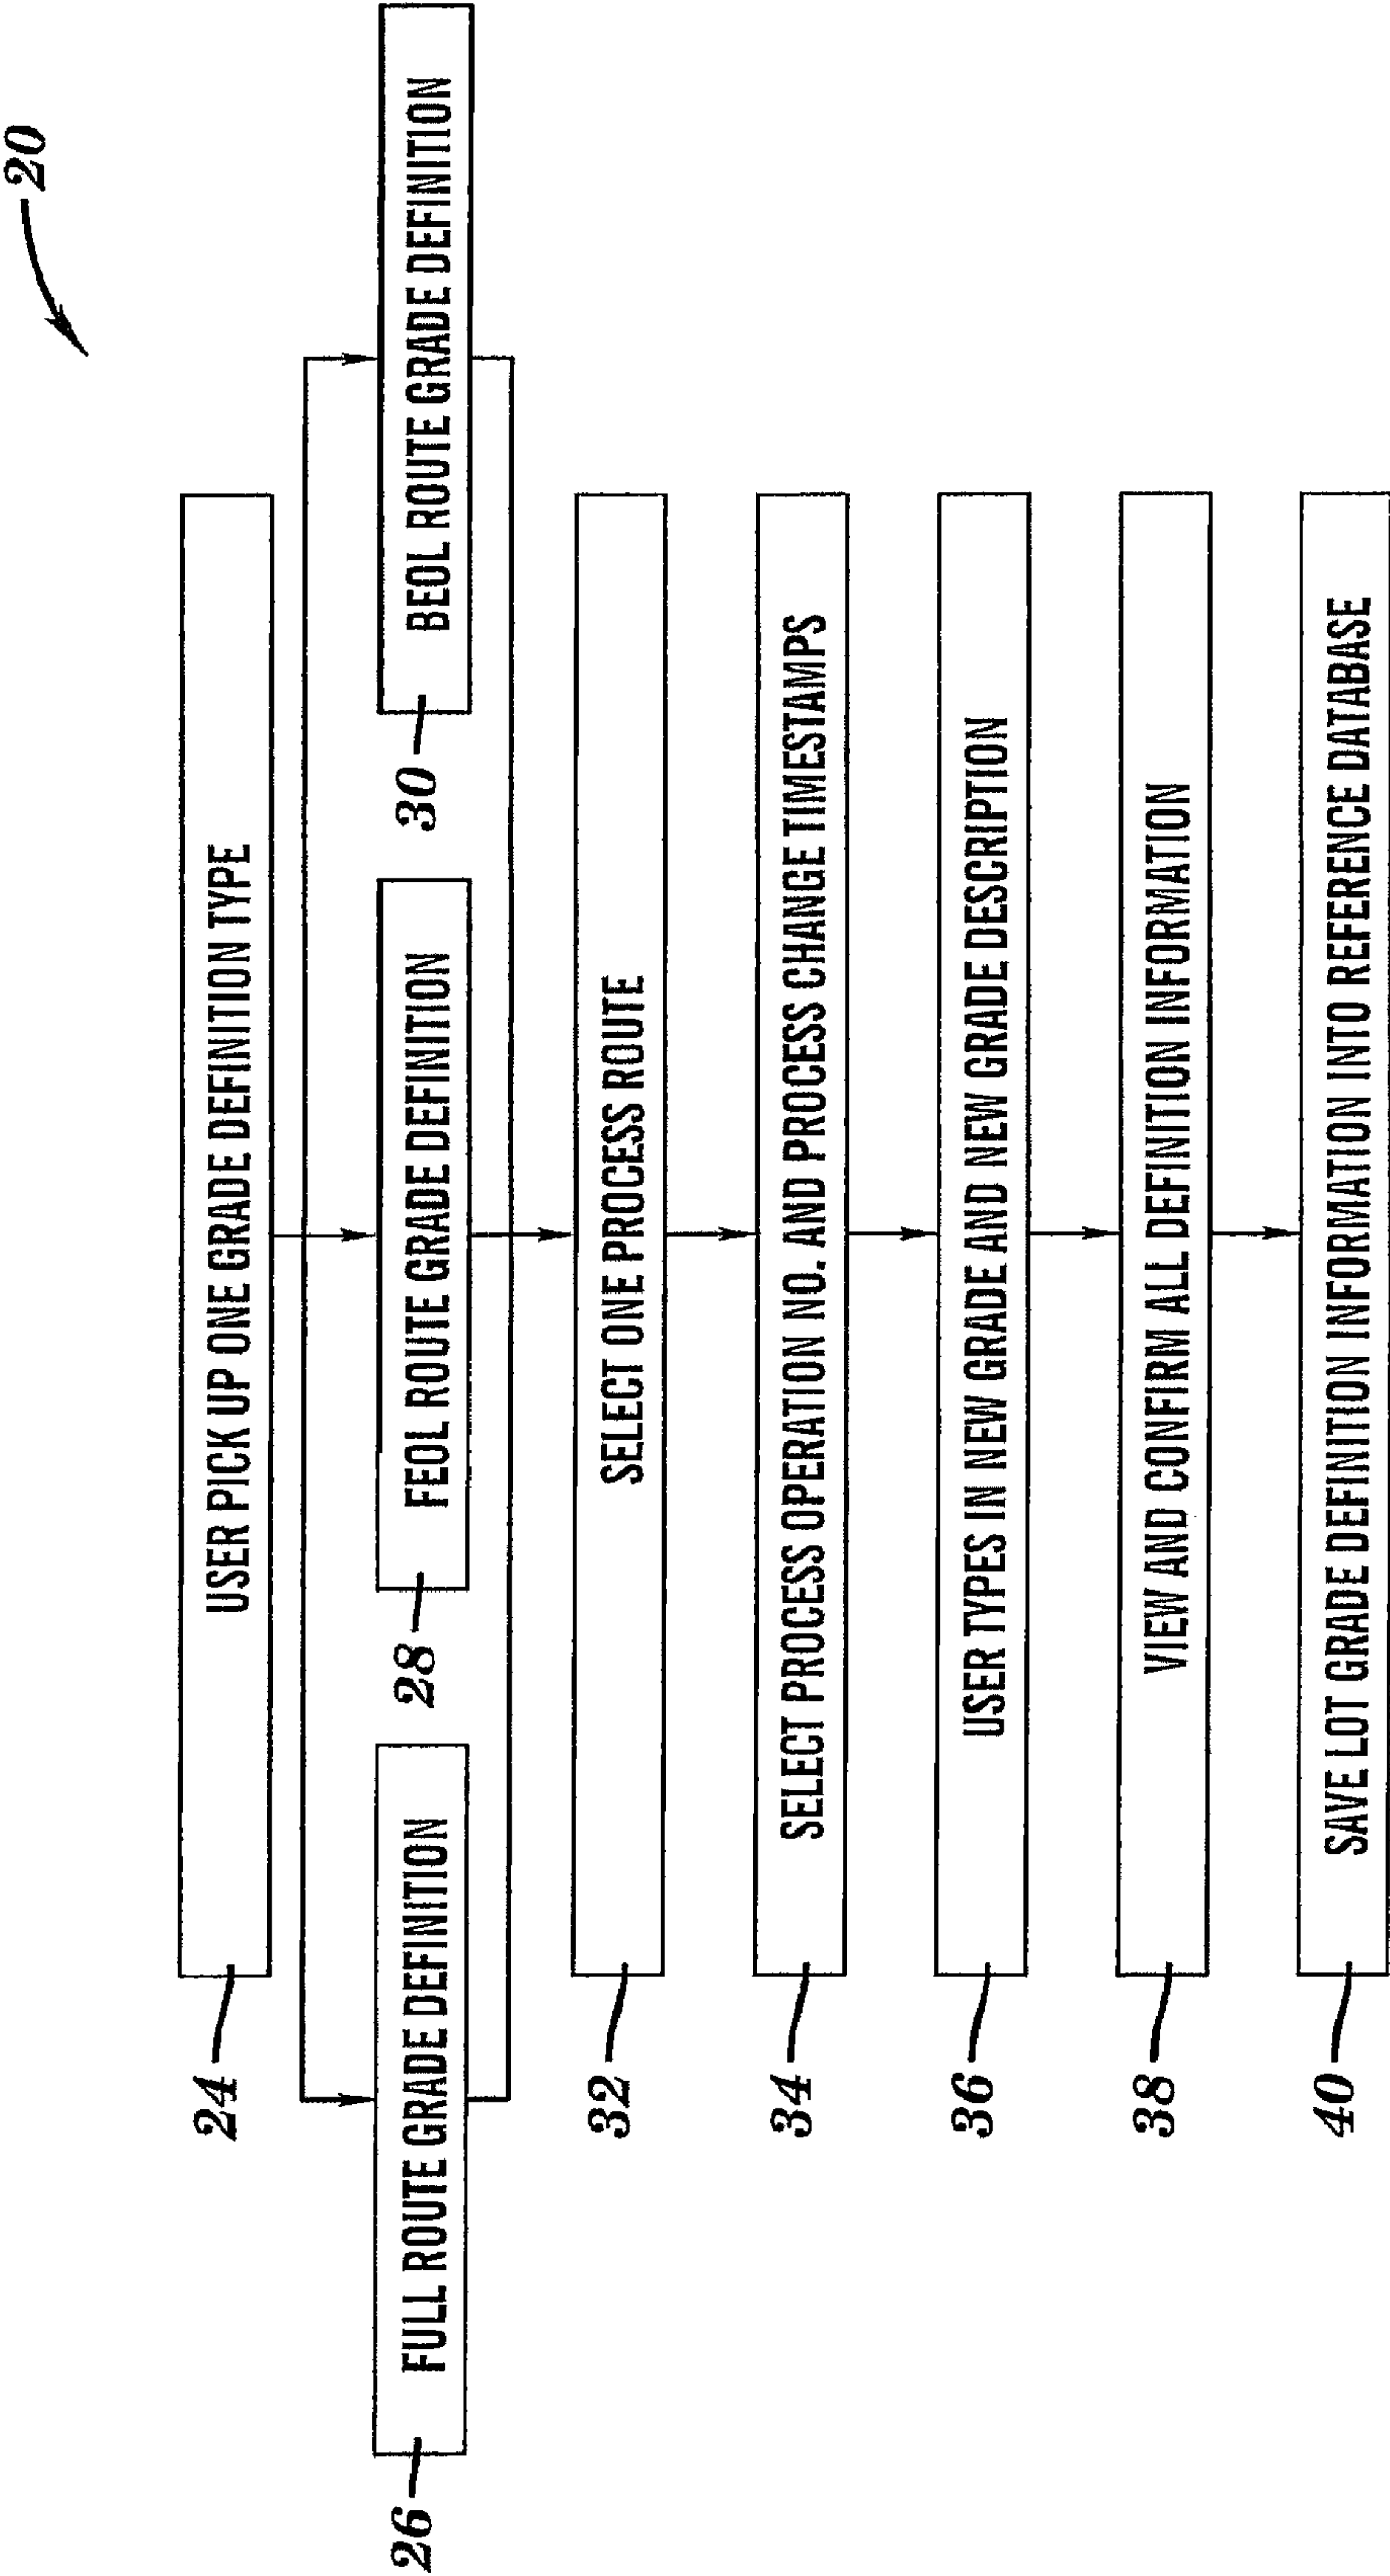 20
24
USER PICK UP ONE GRADE DEFINITION TYPE
26
FULL ROUTE GRADE DEFINITION
28
FEOL ROUTE GRADE DEFINITION
30
BEOL ROUTE GRADE DEFINITION
32
SELECT ONE PROCESS ROUTE
34
SELECT PROCESS OPERATION NO. AND PROCESS CHANGE TIMESTAMPS
36
USER TYPES IN NEW GRADE AND NEW GRADE DESCRIPTION
38
VIEW AND CONFIRM ALL DEFINITION INFORMATION
40
SAVE LOT GRADE DEFINITION INFORMATION INTO REFERENCE DATABASE